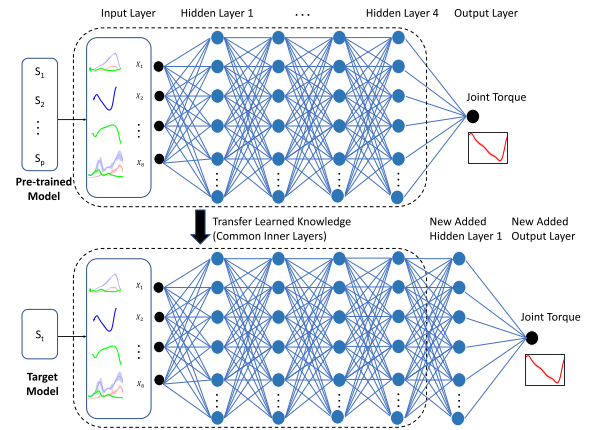 Input Layer Hidden Layer 1 ... Hidden Layer 4 Output Layer
S1
S2
⋮
Sp
X1
X2
⋮
X8
⋮ ⋮ ⋮ ⋮
Joint Torque
Pre-trained
Model
Transfer Learned Knowledge
(Common Inner Layers)
New Added
Hidden Layer 1
New Added
Output Layer
St
X1
X2
⋮
X8
⋮ ⋮ ⋮ ⋮ ⋮
Joint Torque
Target
Model